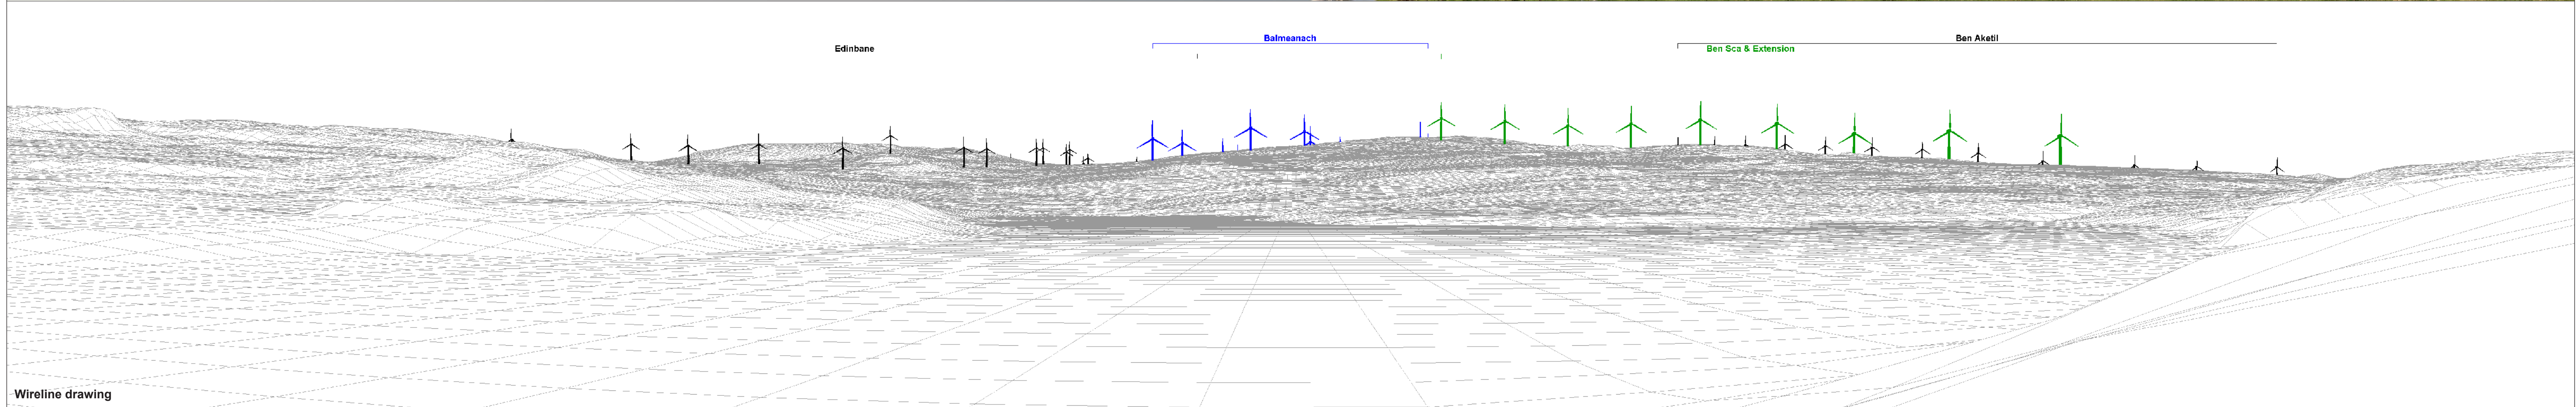 Balmeanach
Ben Aketil
Edinbane
Ben Sca & Extension
Wireline drawing